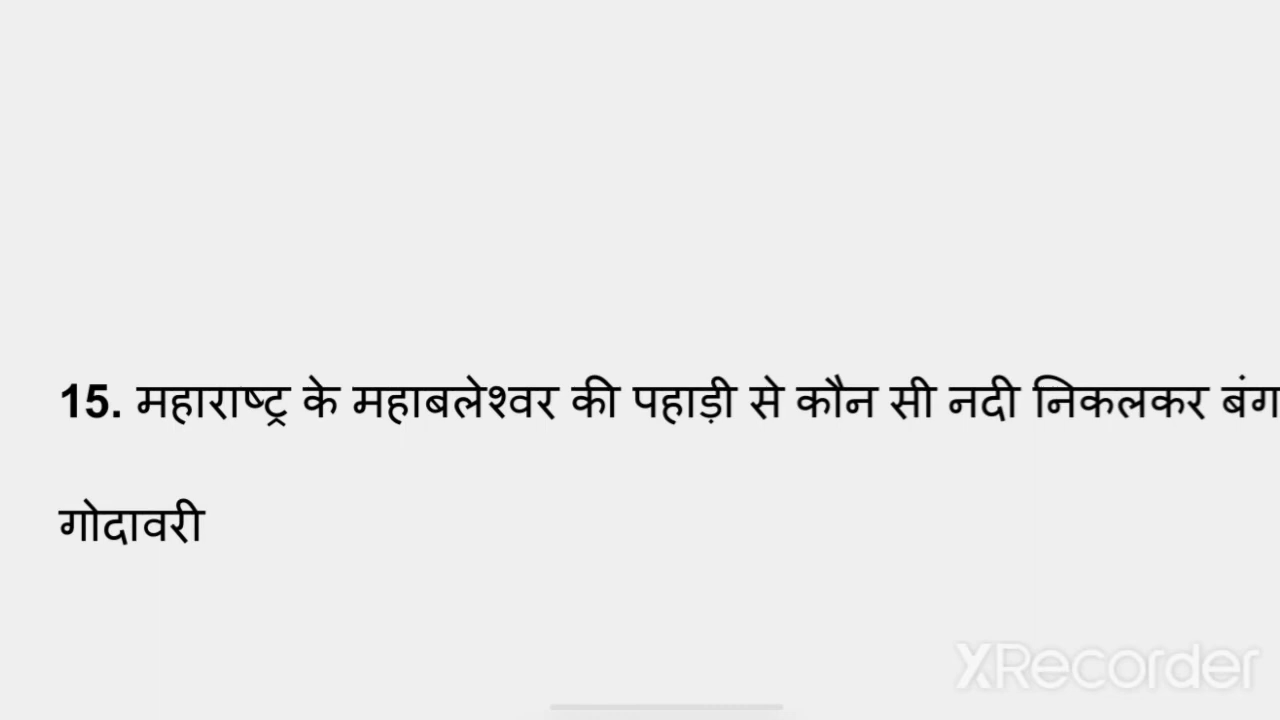 15. महाराष्ट्र के महाबलेश्वर की पहाड़ी से कौन सी नदी निकलकर बंग
गोदावरी
XRecorder